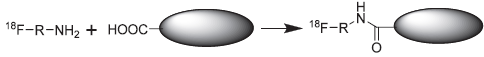 ¹⁸F–R–NH₂ + HOOC– ¹⁸F–R–
H
N
O